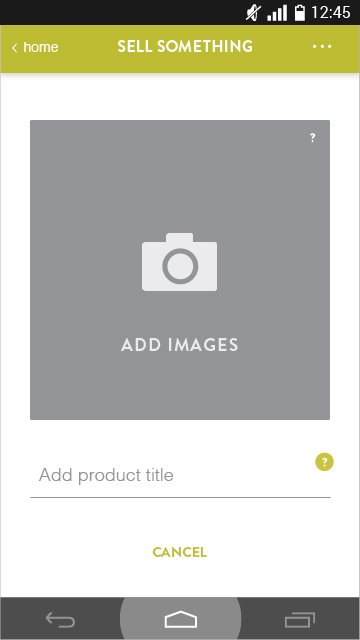 12:45
< home
SELL SOMETHING
...
?
ADD IMAGES
Add product title
?
CANCEL